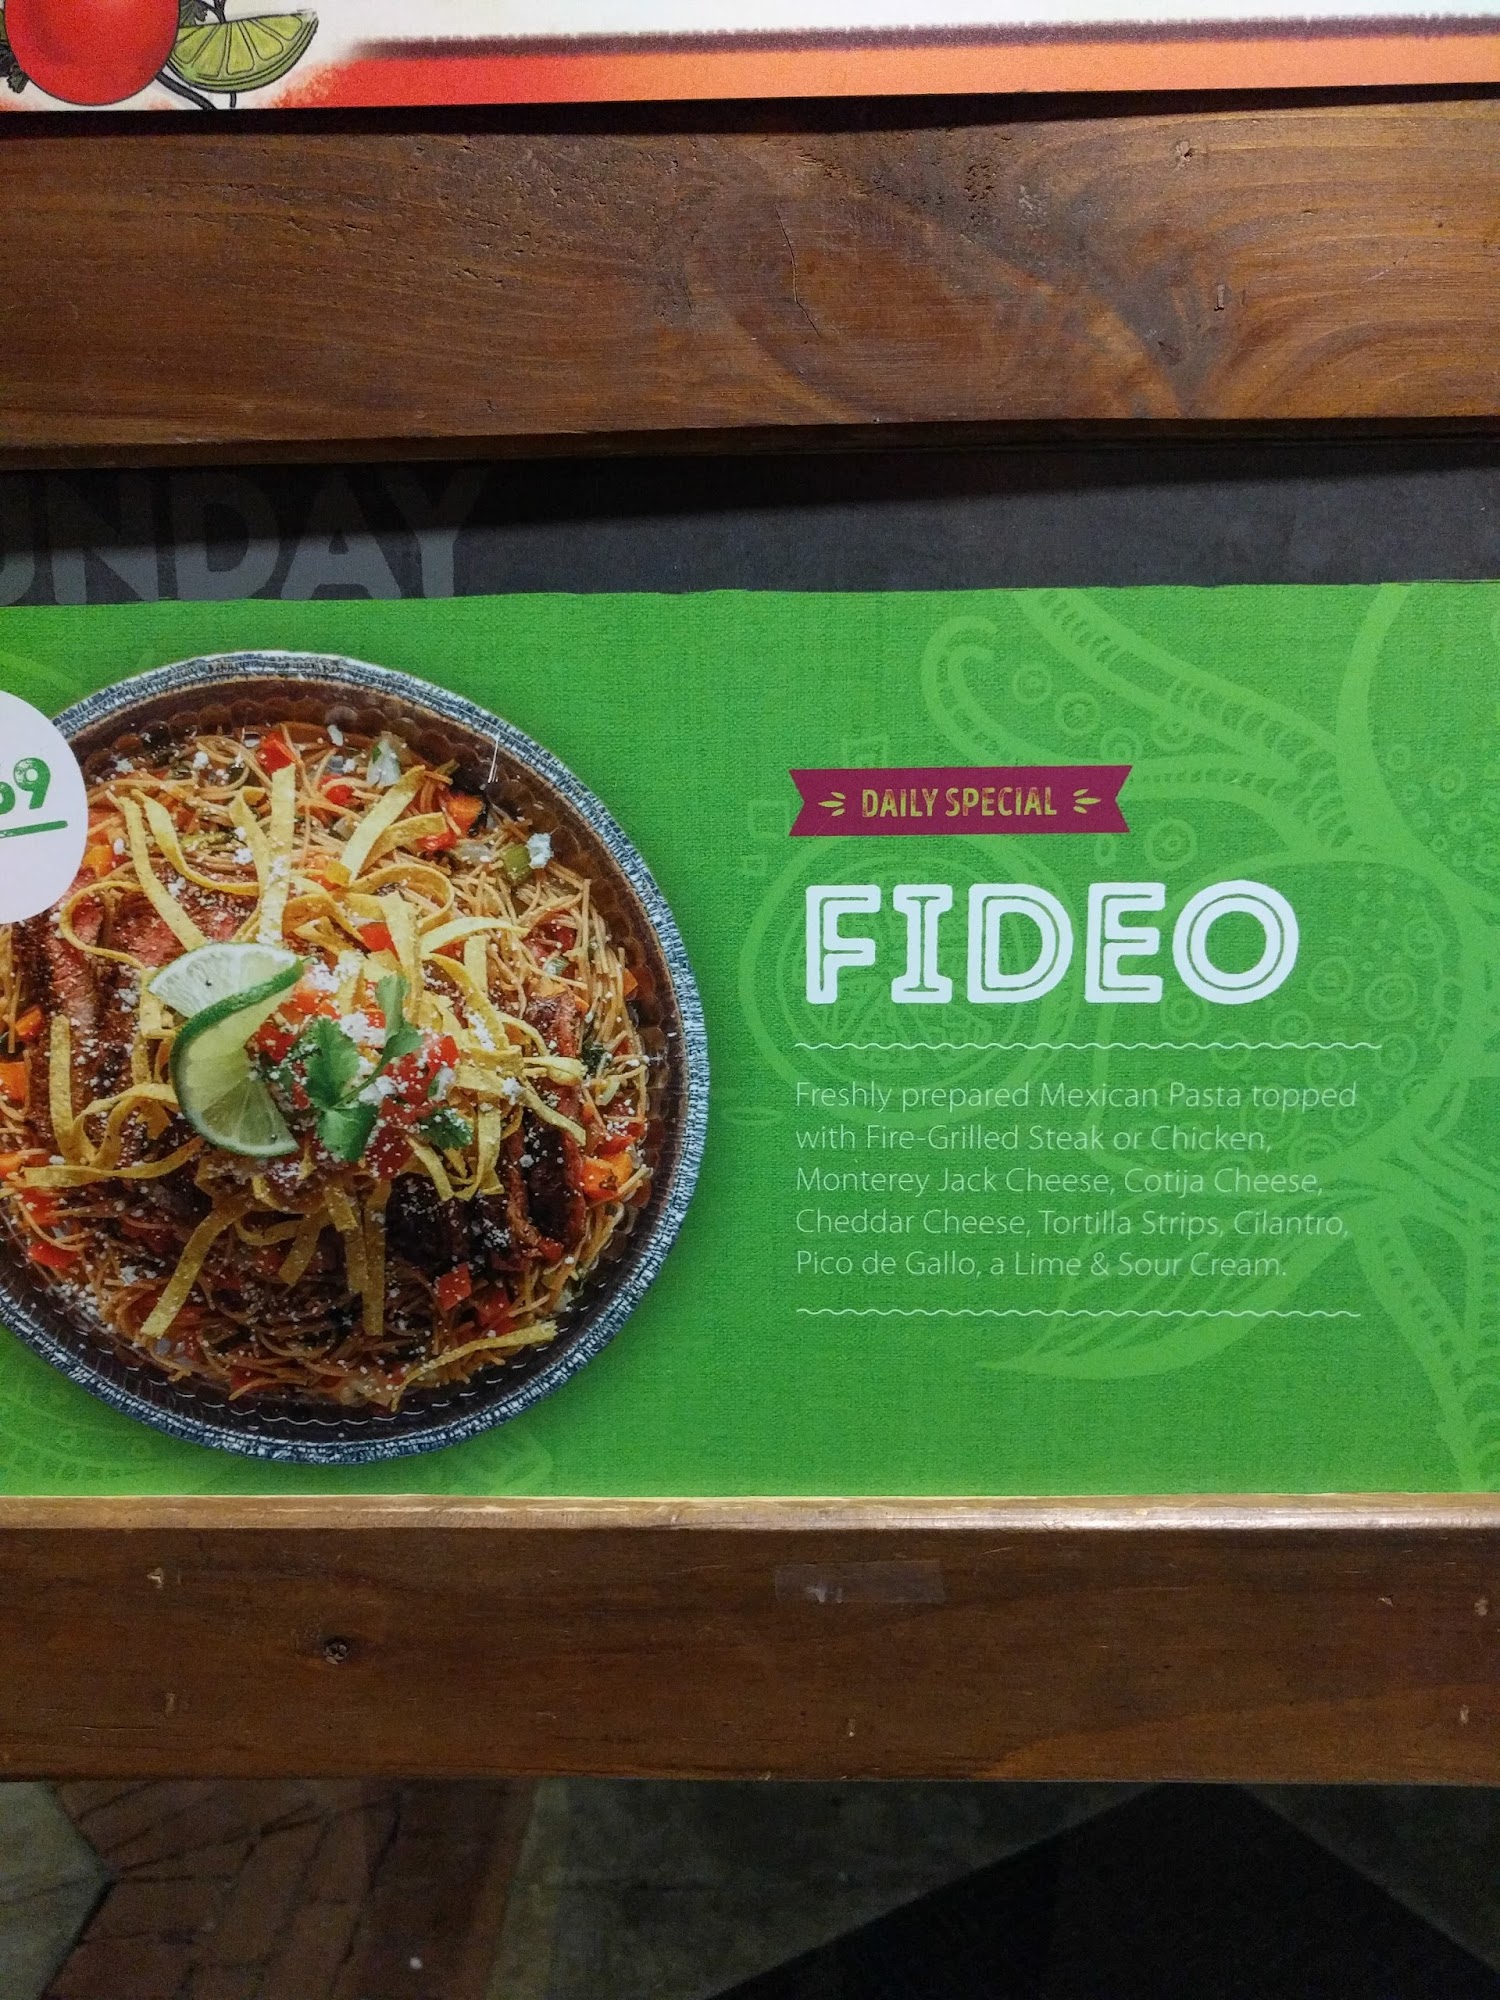 69
DAILY SPECIAL
FIDEO
Freshly prepared Mexican Pasta topped
with Fire-Grilled Steak or Chicken,
Monterey Jack Cheese, Cotija Cheese,
Cheddar Cheese, Tortilla Strips, Cilantro,
Pico de Gallo, a Lime & Sour Cream.